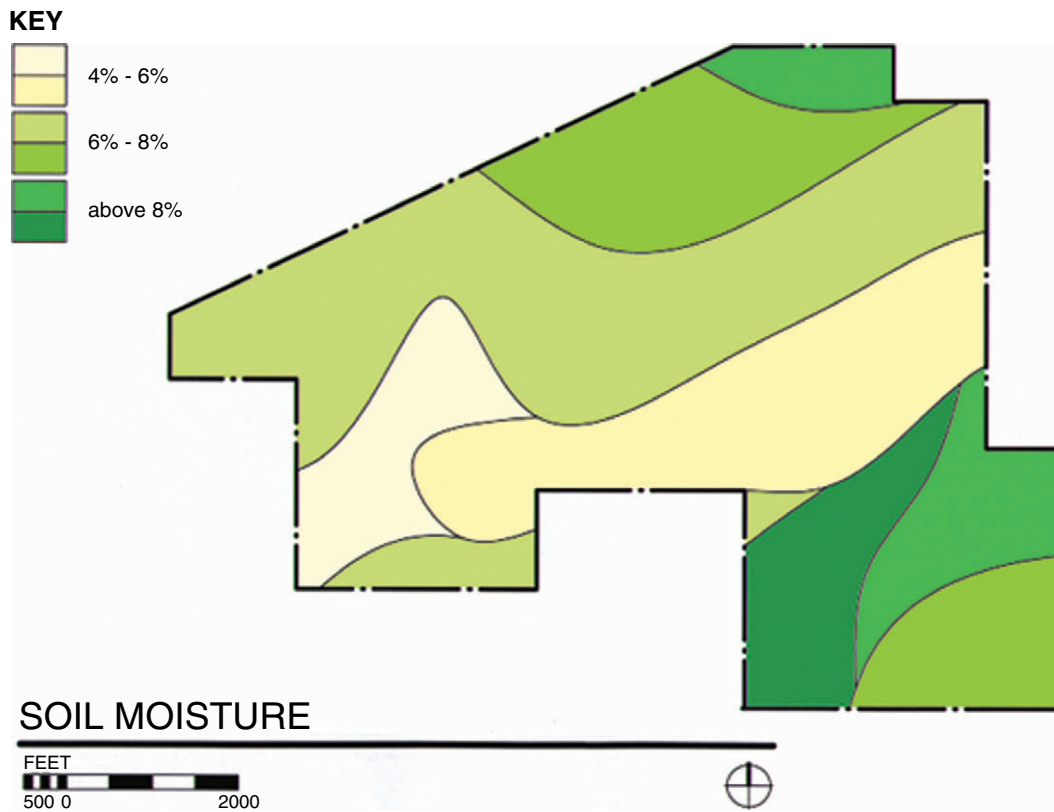 KEY
4% - 6%
6% - 8%
above 8%
SOIL MOISTURE
FEET
500 0 2000